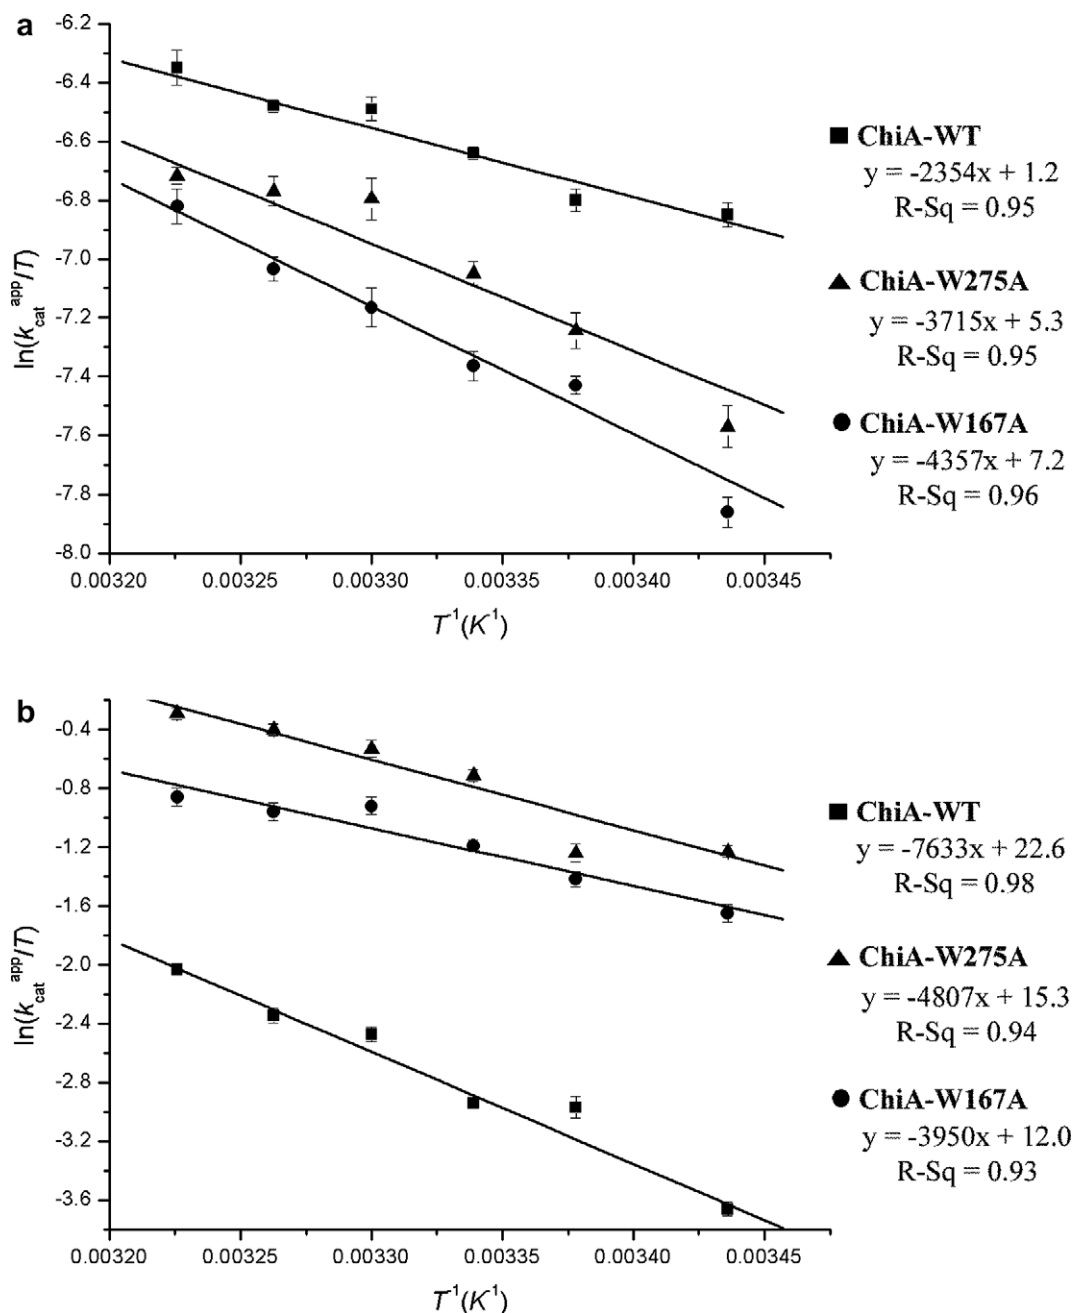 a
-6.2
-6.4
-6.6
-6.8
-7.0
-7.2
-7.4
-7.6
-7.8
-8.0
ln(k_cat^app/T)
0.00320 0.00325 0.00330 0.00335 0.00340 0.00345
T^-1(K^-1)
ChiA-WT
y = -2354x + 1.2
R-Sq = 0.95
ChiA-W275A
y = -3715x + 5.3
R-Sq = 0.95
ChiA-W167A
y = -4357x + 7.2
R-Sq = 0.96
b
-0.4
-0.8
-1.2
-1.6
-2.0
-2.4
-2.8
-3.2
-3.6
ln(k_cat^app/T)
0.00320 0.00325 0.00330 0.00335 0.00340 0.00345
T^-1(K^-1)
ChiA-WT
y = -7633x + 22.6
R-Sq = 0.98
ChiA-W275A
y = -4807x + 15.3
R-Sq = 0.94
ChiA-W167A
y = -3950x + 12.0
R-Sq = 0.93